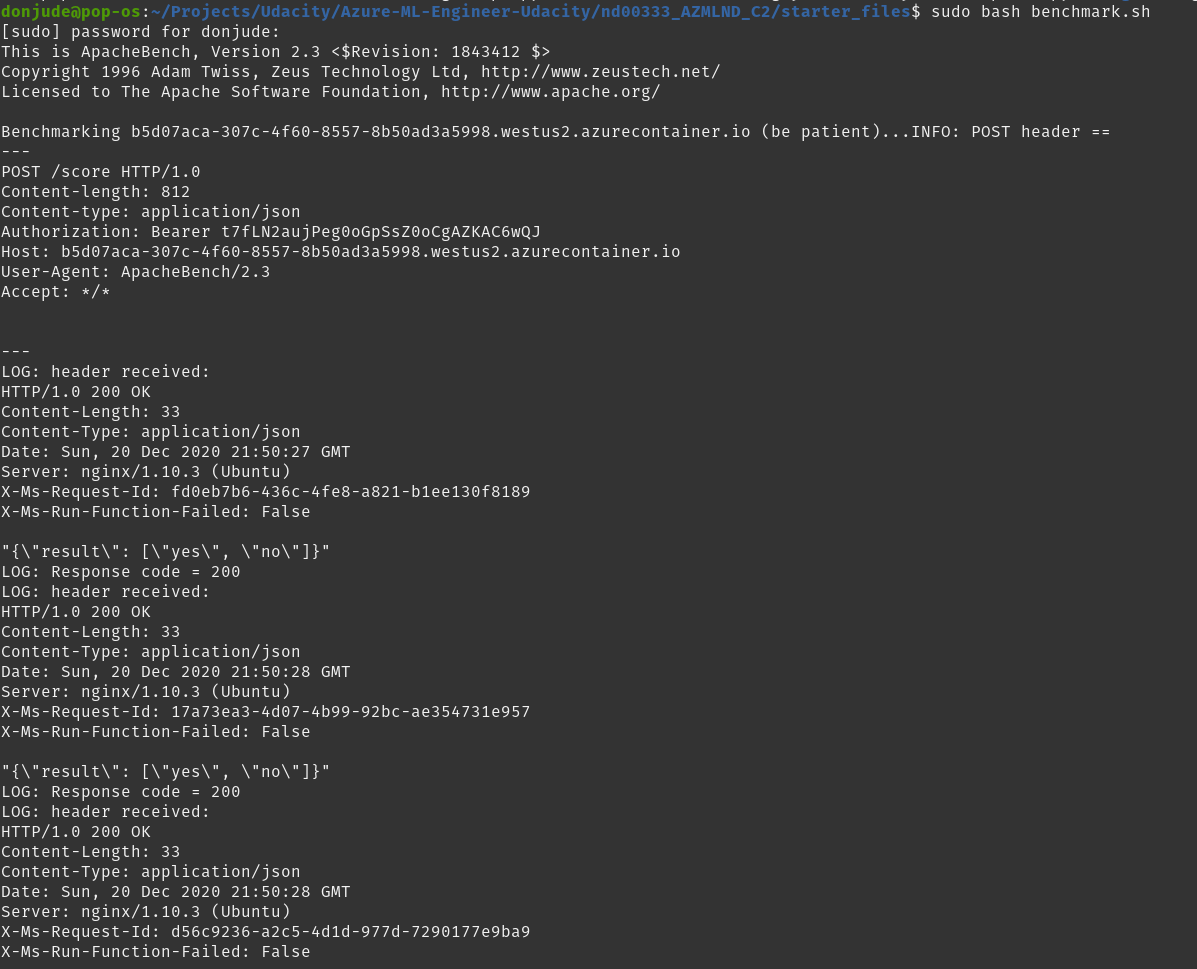 donjude@pop-os:~/Projects/Udacity/Azure-ML-Engineer-Udacity/nd00333_AZMLND_C2/starter_files$ sudo bash benchmark.sh
[sudo] password for donjude:
This is ApacheBench, Version 2.3 <$Revision: 1843412 $>
Copyright 1996 Adam Twiss, Zeus Technology Ltd, http://www.zeustech.net/
Licensed to The Apache Software Foundation, http://www.apache.org/

Benchmarking b5d07aca-307c-4f60-8557-8b50ad3a5998.westus2.azurecontainer.io (be patient)...INFO: POST header ==
---
POST /score HTTP/1.0
Content-length: 812
Content-type: application/json
Authorization: Bearer t7fLN2aujPeg0oGpSsZ0oCgAZKAC6wQJ
Host: b5d07aca-307c-4f60-8557-8b50ad3a5998.westus2.azurecontainer.io
User-Agent: ApacheBench/2.3
Accept: */*

---
LOG: header received:
HTTP/1.0 200 OK
Content-Length: 33
Content-Type: application/json
Date: Sun, 20 Dec 2020 21:50:27 GMT
Server: nginx/1.10.3 (Ubuntu)
X-Ms-Request-Id: fd0eb7b6-436c-4fe8-a821-b1ee130f8189
X-Ms-Run-Function-Failed: False

"{\"result\": [\"yes\", \"no\"]}"
LOG: Response code = 200
LOG: header received:
HTTP/1.0 200 OK
Content-Length: 33
Content-Type: application/json
Date: Sun, 20 Dec 2020 21:50:28 GMT
Server: nginx/1.10.3 (Ubuntu)
X-Ms-Request-Id: 17a73ea3-4d07-4b99-92bc-ae354731e957
X-Ms-Run-Function-Failed: False

"{\"result\": [\"yes\", \"no\"]}"
LOG: Response code = 200
LOG: header received:
HTTP/1.0 200 OK
Content-Length: 33
Content-Type: application/json
Date: Sun, 20 Dec 2020 21:50:28 GMT
Server: nginx/1.10.3 (Ubuntu)
X-Ms-Request-Id: d56c9236-a2c5-4d1d-977d-7290177e9ba9
X-Ms-Run-Function-Failed: False